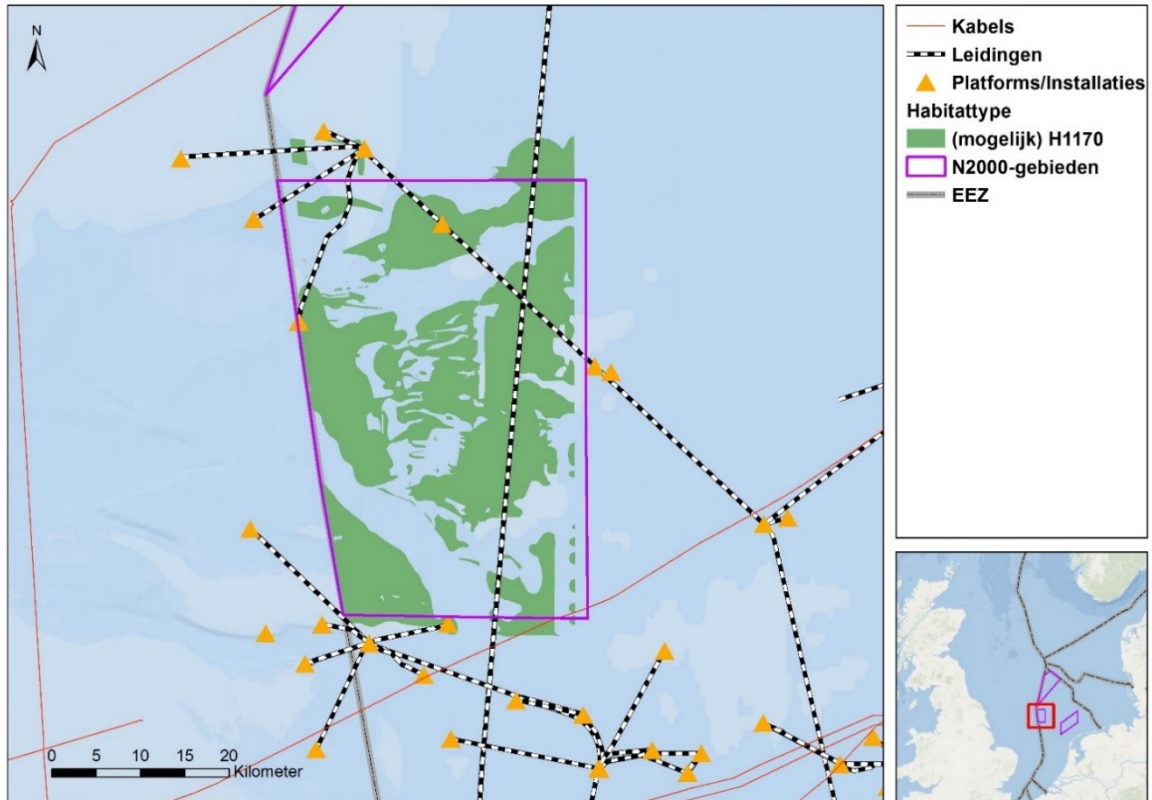 N
Kabels
Leidingen
Platforms/Installaties
Habitattype
(mogelijk) H1170
N2000-gebieden
EEZ
0 5 10 15 20
Kilometer